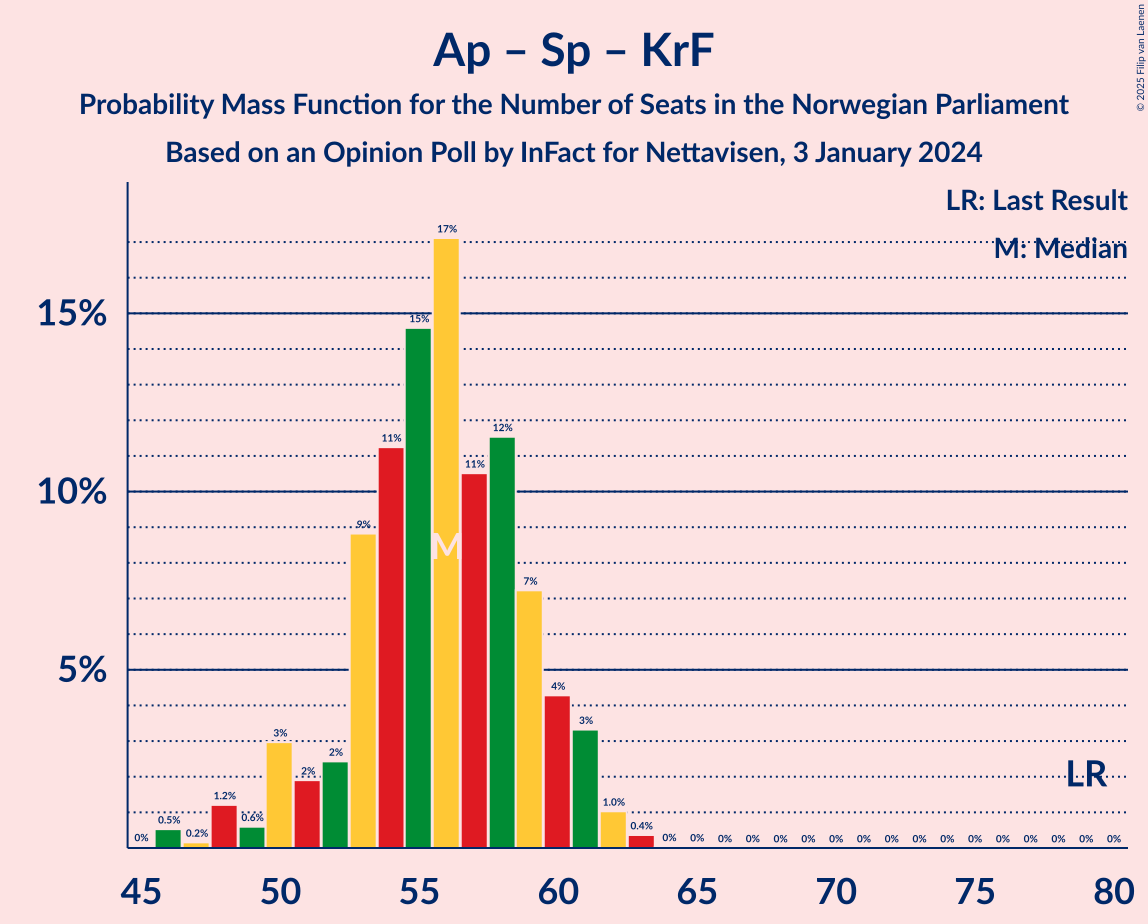 Ap – Sp – KrF
Probability Mass Function for the Number of Seats in the Norwegian Parliament
Based on an Opinion Poll by InFact for Nettavisen, 3 January 2024
© 2025 Filip van Laenen
LR: Last Result
M: Median
15%
10%
5%
0% 0.5% 0.2% 1.2% 0.6% 3% 2% 2% 9% 11% 15% 17% 11% 12% 7% 4% 3% 1.0% 0.4% 0% 0% 0% 0% 0% 0% 0% 0% 0% 0% 0% 0% 0% 0% 0% 0% 0%
M
LR
45 50 55 60 65 70 75 80